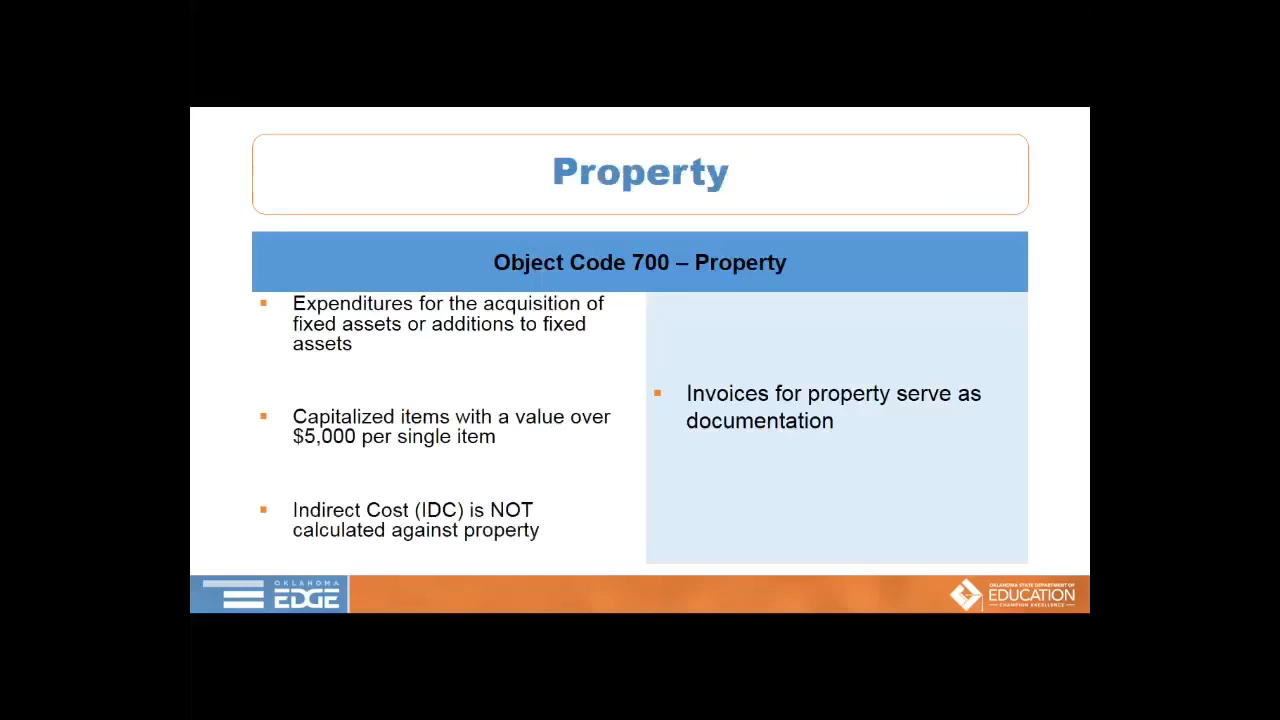 Property
Object Code 700 – Property
Expenditures for the acquisition of
fixed assets or additions to fixed
assets
Capitalized items with a value over
$5,000 per single item
Indirect Cost (IDC) is NOT
calculated against property
Invoices for property serve as
documentation
OKLAHOMA
EDGE
OKLAHOMA STATE DEPARTMENT OF
EDUCATION
CHAMPION EXCELLENCE